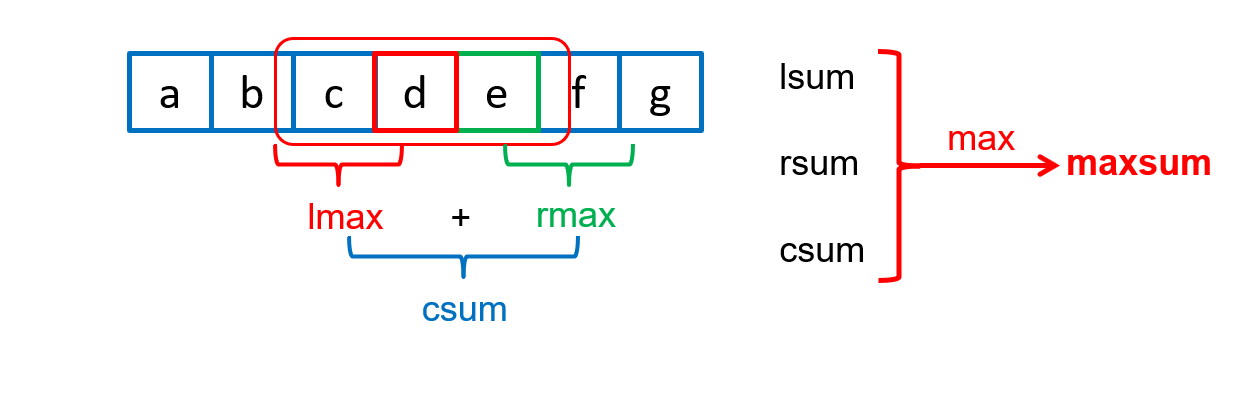 a b c d e f g
lmax + rmax
csum
lsum
rsum
csum
max
maxsum